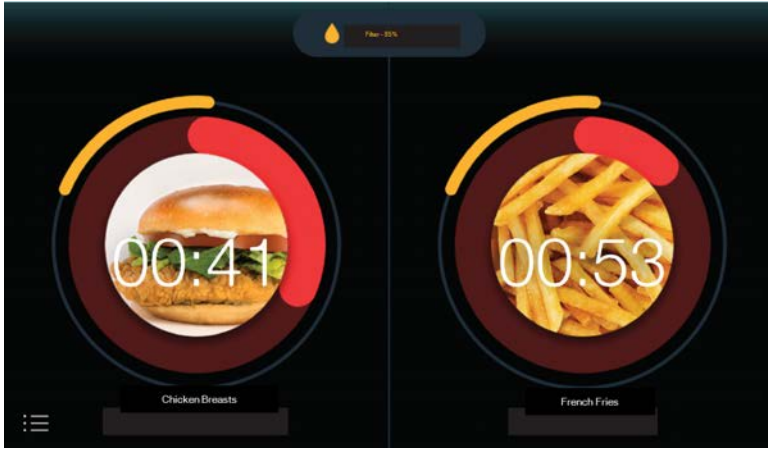 Filter - 85%
00:41
00:53
Chicken Breasts
French Fries